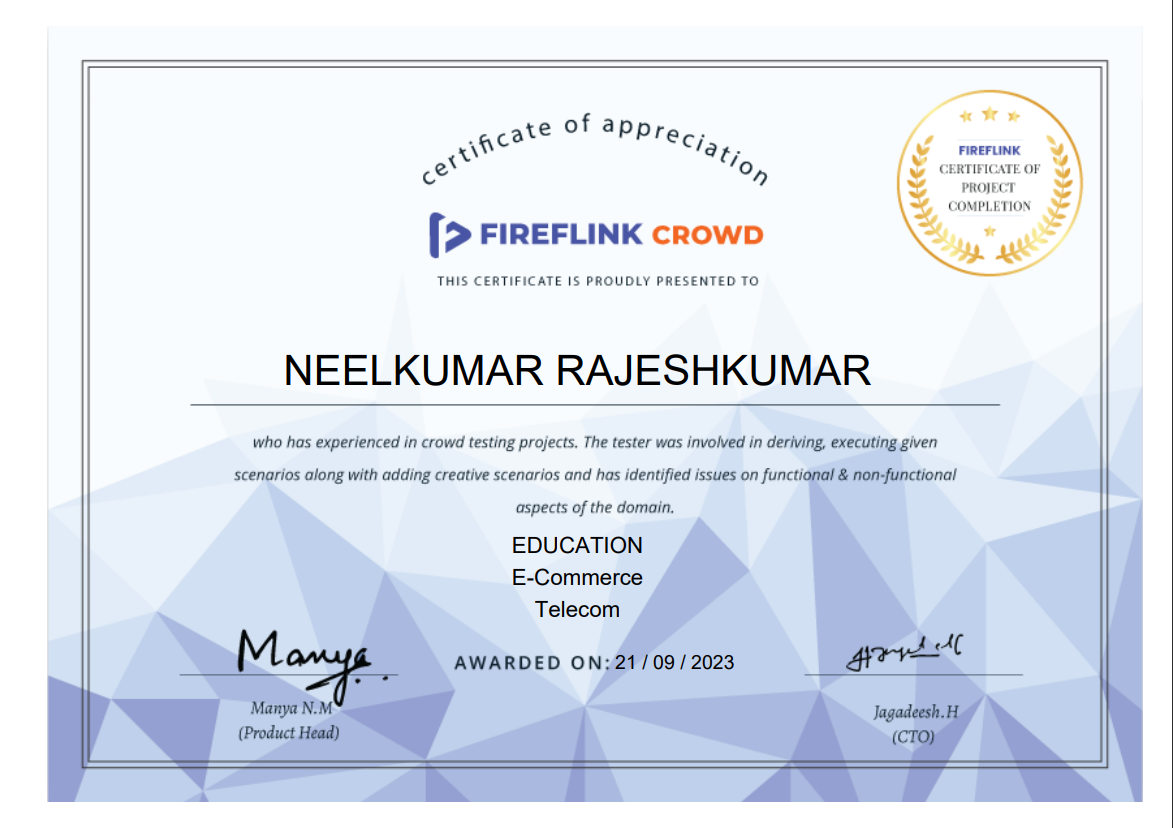 certificate of appreciation
FIREFLINK CROWD
THIS CERTIFICATE IS PROUDLY PRESENTED TO
FIREFLINK
CERTIFICATE OF
PROJECT
COMPLETION
NEELKUMAR RAJESHKUMAR
who has experienced in crowd testing projects. The tester was involved in deriving, executing given
scenarios along with adding creative scenarios and has identified issues on functional & non-functional
aspects of the domain.
EDUCATION
E-Commerce
Telecom
Manya
AWARDED ON: 21 / 09 / 2023
Manya N.M
(Product Head)
Jagadeesh.H
(CTO)